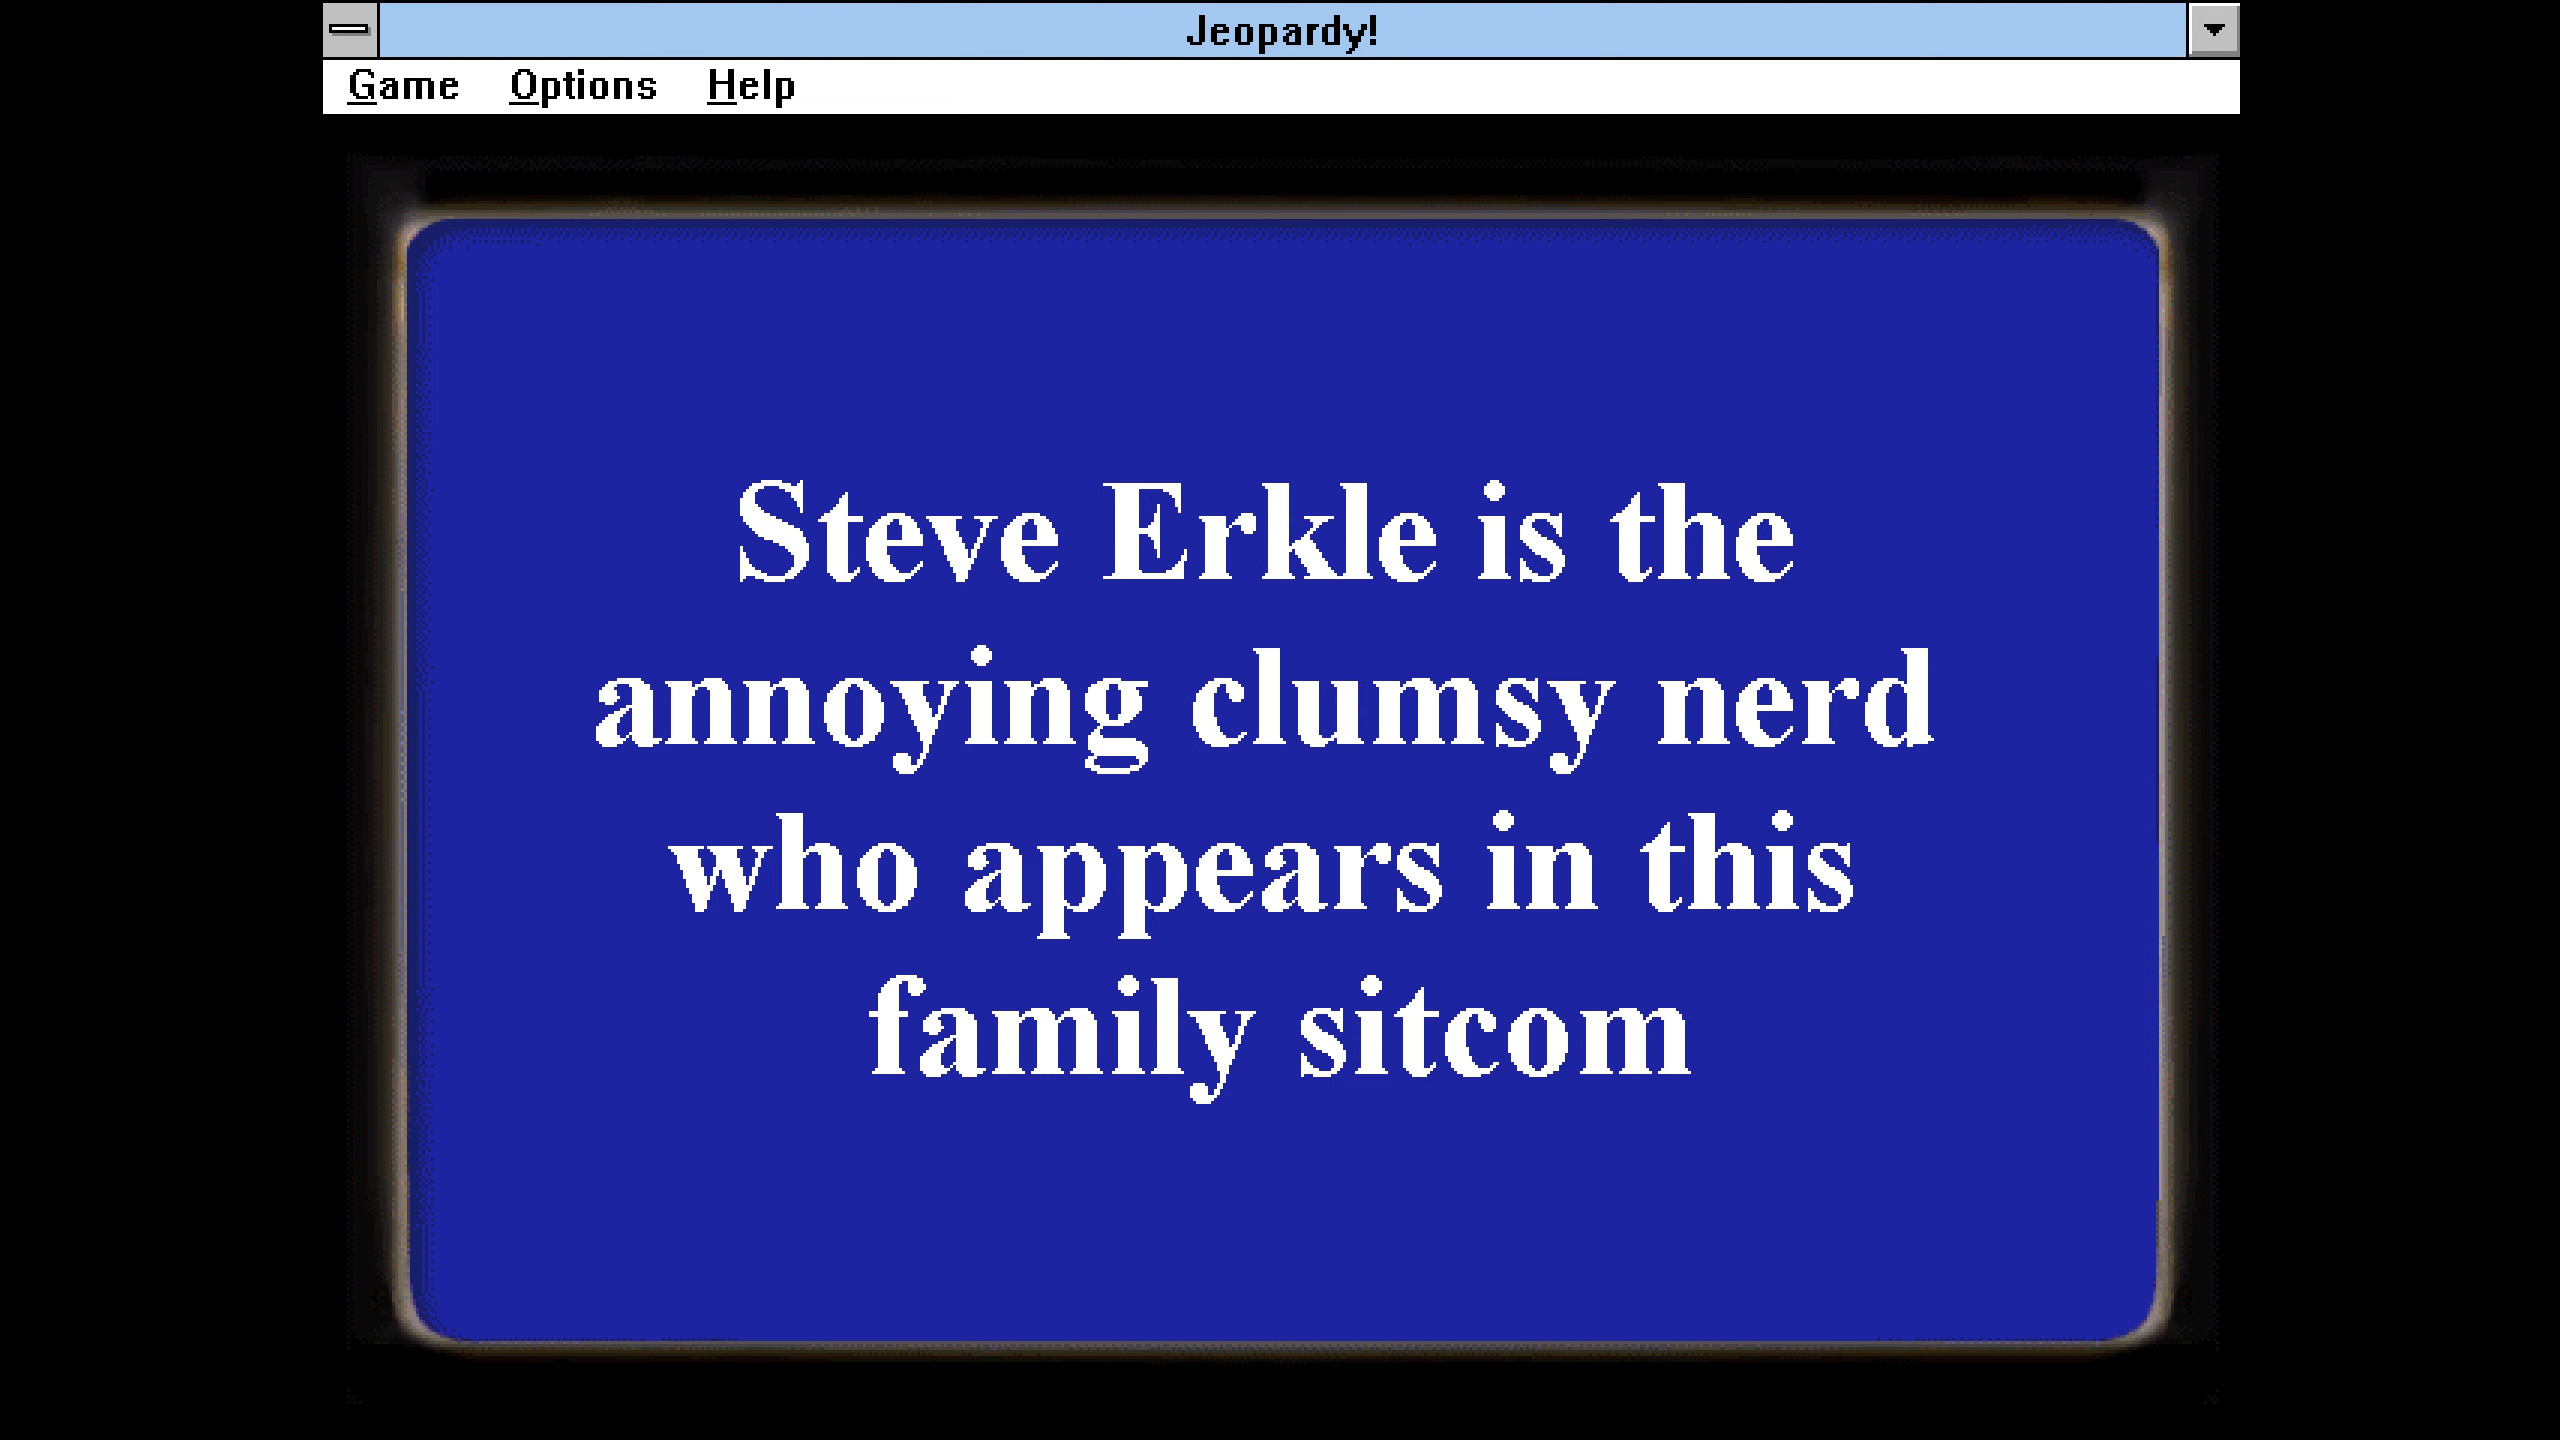 Jeopardy!
Game Options Help
Steve Erkle is the
annoying clumsy nerd
who appears in this
family sitcom